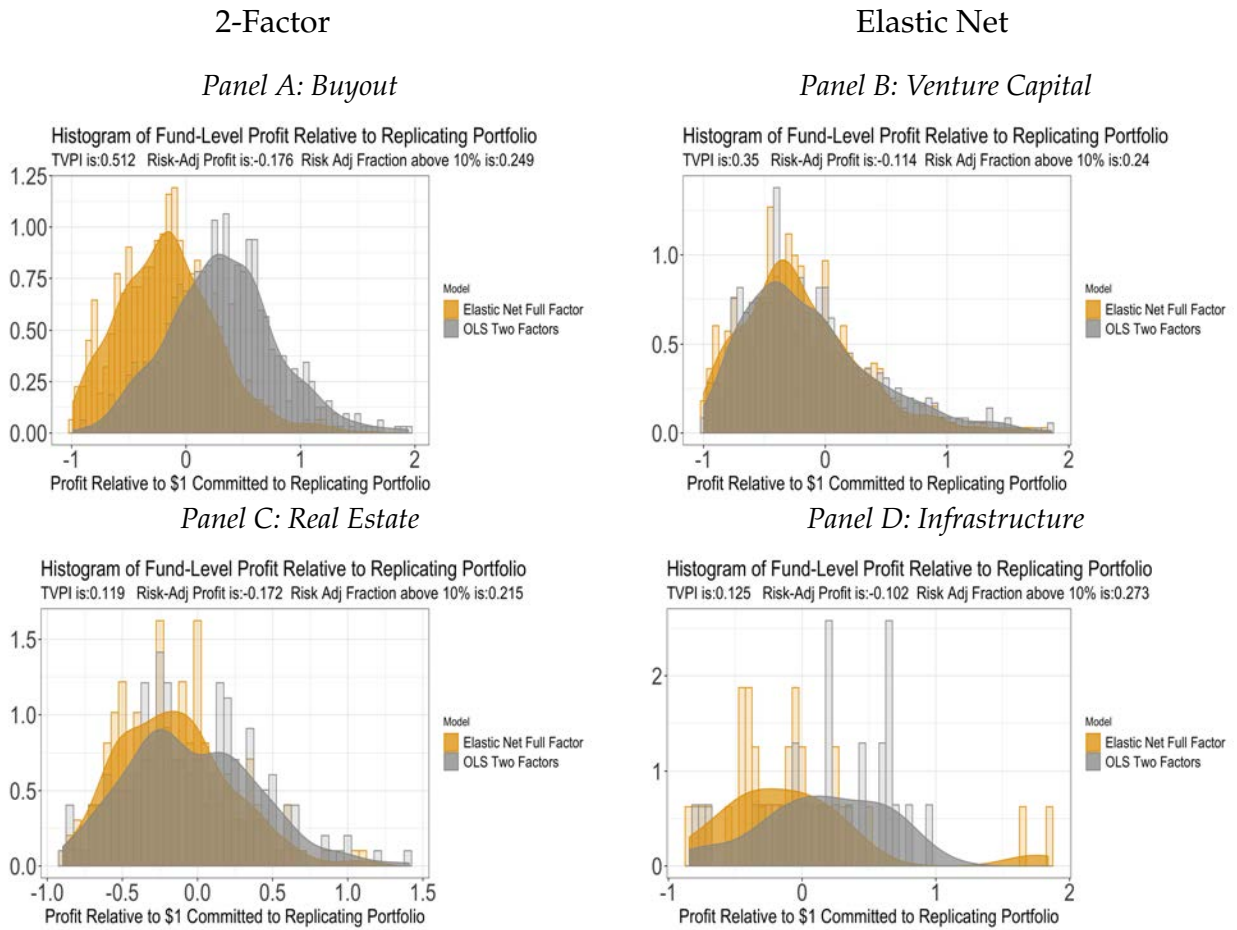 2-Factor
Elastic Net
Panel A: Buyout
Panel B: Venture Capital
Histogram of Fund-Level Profit Relative to Replicating Portfolio
TVPI is:0.512 Risk-Adj Profit is:-0.176 Risk Adj Fraction above 10% is:0.249
1.25
1.00
0.75
0.50
0.25
0.00
-1
0
1
2
Profit Relative to $1 Committed to Replicating Portfolio
Model
Elastic Net Full Factor
OLS Two Factors
Histogram of Fund-Level Profit Relative to Replicating Portfolio
TVPI is:0.35 Risk-Adj Profit is:-0.114 Risk Adj Fraction above 10% is:0.24
1.0
0.5
0.0
-1
0
1
2
Profit Relative to $1 Committed to Replicating Portfolio
Model
Elastic Net Full Factor
OLS Two Factors
Panel C: Real Estate
Panel D: Infrastructure
Histogram of Fund-Level Profit Relative to Replicating Portfolio
TVPI is:0.119 Risk-Adj Profit is:-0.172 Risk Adj Fraction above 10% is:0.215
1.5
1.0
0.5
0.0
-1.0
-0.5
0.0
0.5
1.0
1.5
Profit Relative to $1 Committed to Replicating Portfolio
Model
Elastic Net Full Factor
OLS Two Factors
Histogram of Fund-Level Profit Relative to Replicating Portfolio
TVPI is:0.125 Risk-Adj Profit is:-0.102 Risk Adj Fraction above 10% is:0.273
2
1
0
-1
0
1
2
Profit Relative to $1 Committed to Replicating Portfolio
Model
Elastic Net Full Factor
OLS Two Factors